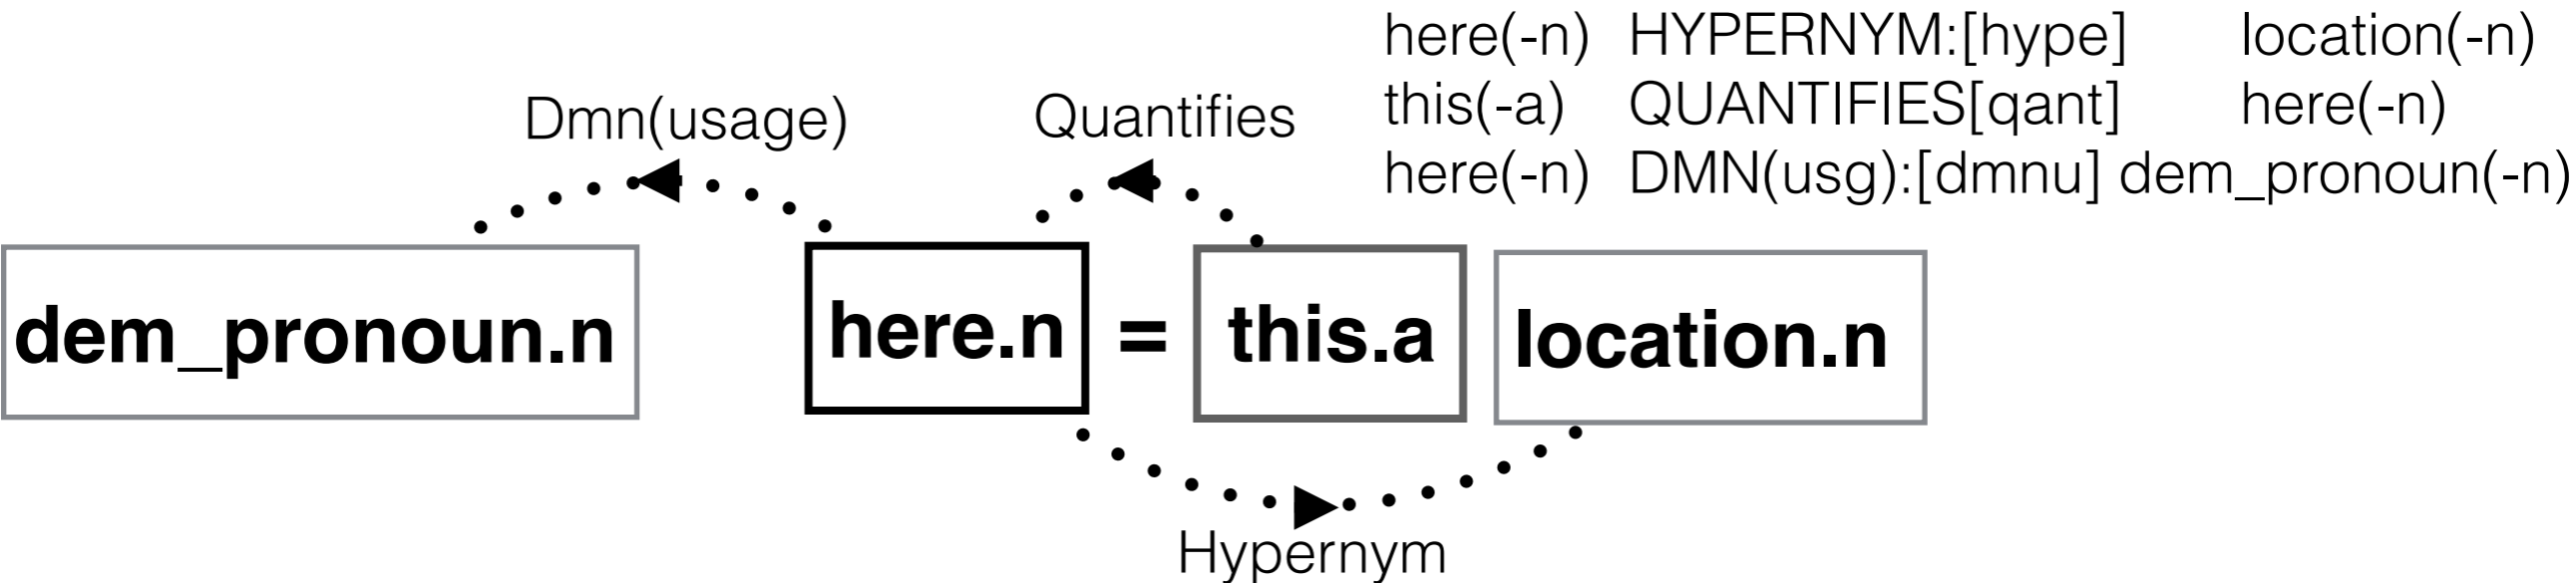 here(-n) HYPERNYM:[hype] location(-n)
this(-a) QUANTIFIES[qant] here(-n)
here(-n) DMN(usg):[dmnu] dem_pronoun(-n)
Dmn(usage) Quantifies
dem_pronoun.n here.n = this.a location.n
Hypernym